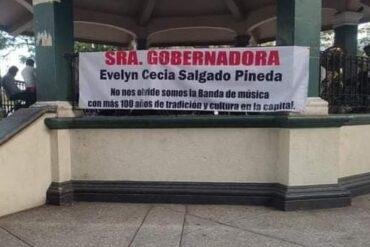 SRA. GOBERNADORA
Evelyn Cecia Salgado Pineda
No nos olvide somos la Banda de música
con más 100 años de tradición y cultura en la capital.